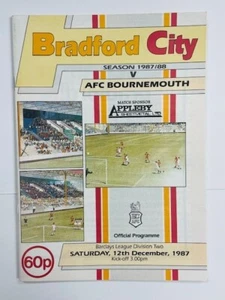 Bradford City
SEASON 1987/88
V
AFC BOURNEMOUTH
MATCH SPONSOR
APPLEBY
Official Programme
Barclays League Division Two
SATURDAY, 12th December, 1987
Kick-off 3.00pm
60p